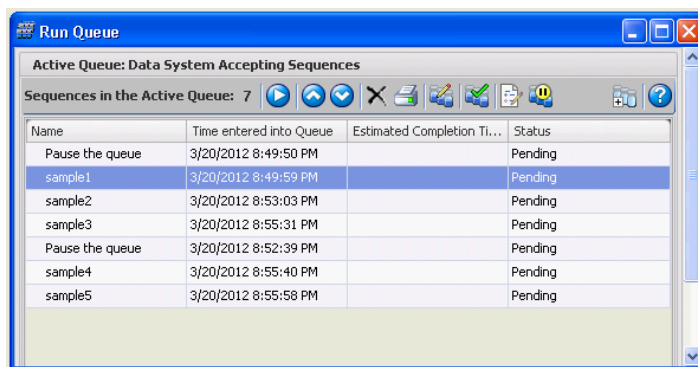 Run Queue
Active Queue: Data System Accepting Sequences
Sequences in the Active Queue: 7
Name Time entered into Queue Estimated Completion Ti... Status
Pause the queue 3/20/2012 8:49:50 PM Pending
sample1 3/20/2012 8:49:59 PM Pending
sample2 3/20/2012 8:53:03 PM Pending
sample3 3/20/2012 8:55:31 PM Pending
Pause the queue 3/20/2012 8:52:39 PM Pending
sample4 3/20/2012 8:55:40 PM Pending
sample5 3/20/2012 8:55:58 PM Pending